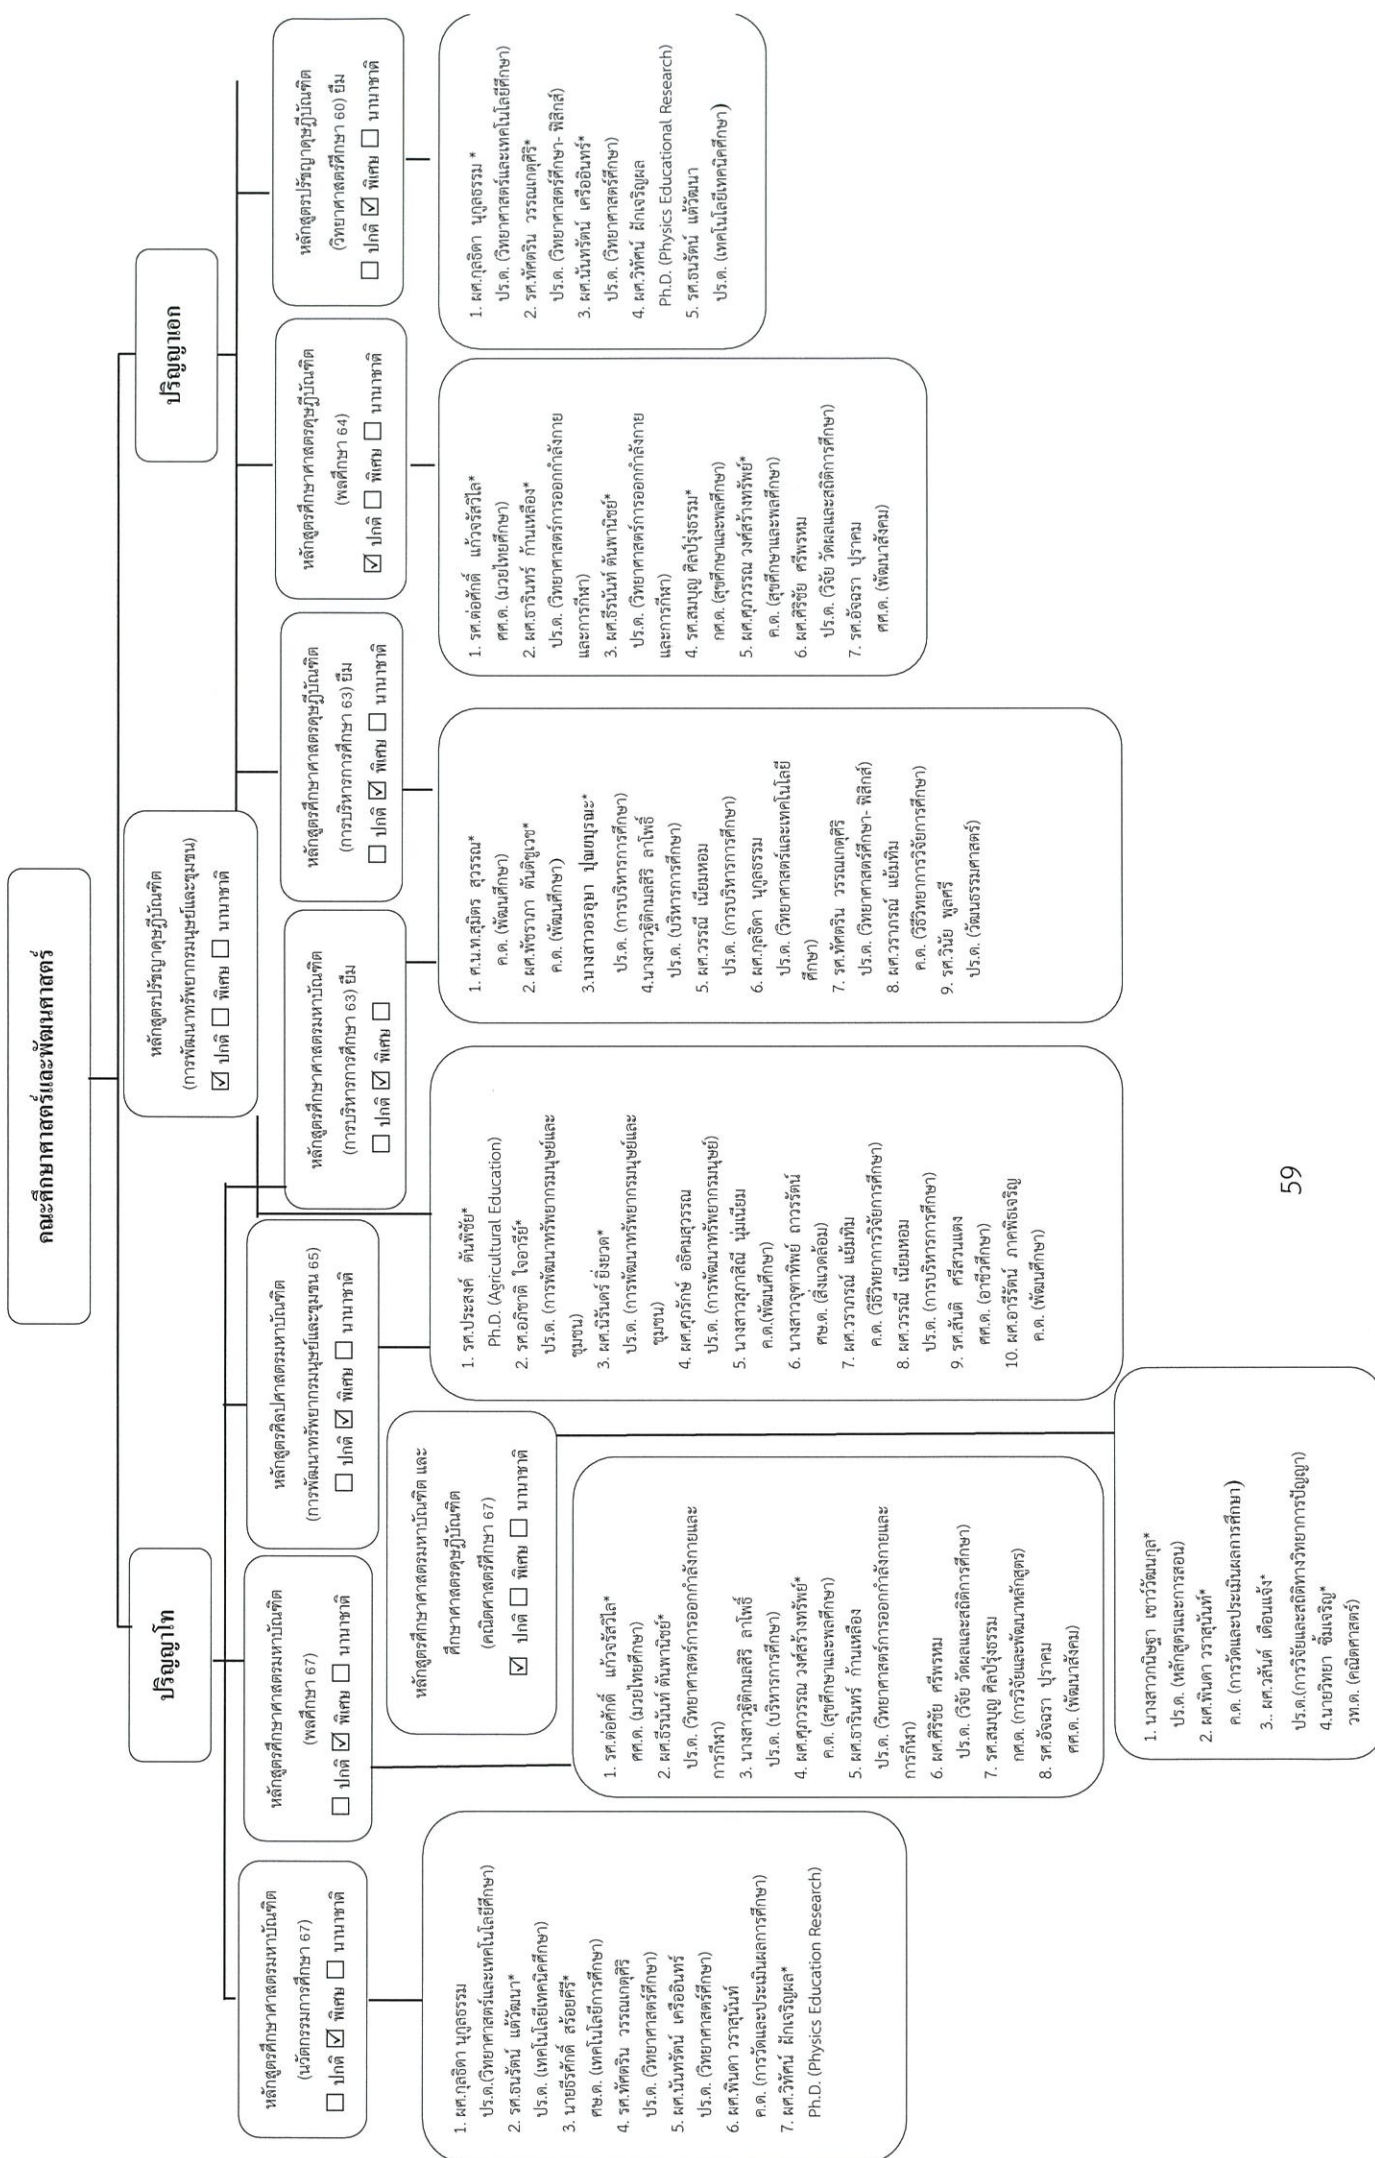 คณะศึกษาศาสตร์และพัฒนศาสตร์
ปริญญาโท
ปริญญาเอก
หลักสูตรปรัชญาดุษฎีบัณฑิต
(การพัฒนาทรัพยากรมนุษย์และชุมชน)
☑ ปกติ ☐ พิเศษ ☐ นานาชาติ
หลักสูตรศึกษาศาสตรมหาบัณฑิต
(นวัตกรรมการศึกษา 67)
☐ ปกติ ☑ พิเศษ ☐ นานาชาติ
หลักสูตรศึกษาศาสตรมหาบัณฑิต
(พลศึกษา 67)
☐ ปกติ ☑ พิเศษ ☐ นานาชาติ
หลักสูตรศิลปศาสตรมหาบัณฑิต
(การพัฒนาทรัพยากรมนุษย์และชุมชน 65)
☐ ปกติ ☑ พิเศษ ☐ นานาชาติ
หลักสูตรศึกษาศาสตรมหาบัณฑิต
(การบริหารการศึกษา 63) ยืม
☐ ปกติ ☑ พิเศษ ☐
หลักสูตรศึกษาศาสตรดุษฎีบัณฑิต
(การบริหารการศึกษา 63) ยืม
☐ ปกติ ☑ พิเศษ ☐ นานาชาติ
หลักสูตรศึกษาศาสตรดุษฎีบัณฑิต
(พลศึกษา 64)
☑ ปกติ ☐ พิเศษ ☐ นานาชาติ
หลักสูตรปรัชญาดุษฎีบัณฑิต
(วิทยาศาสตร์ศึกษา 60) ยืม
☐ ปกติ ☑ พิเศษ ☐ นานาชาติ
หลักสูตรศึกษาศาสตรมหาบัณฑิต และ
ศึกษาศาสตรดุษฎีบัณฑิต
(คณิตศาสตร์ศึกษา 67)
☑ ปกติ ☐ พิเศษ ☐ นานาชาติ
1. ผศ.กุลธิดา นุกูลธรรม
ปร.ด.(วิทยาศาสตร์และเทคโนโลยีศึกษา)
2. รศ.ธนรัตน์ แต้วัฒนา*
ปร.ด. (เทคโนโลยีเทคนิคศึกษา)
3. นายธีรศักดิ์ สร้อยคีรี*
ศษ.ด. (เทคโนโลยีการศึกษา)
4. รศ.ทัศตริน วรรณเกตุศิริ
ปร.ด. (วิทยาศาสตร์ศึกษา)
5. ผศ.นันทรัตน์ เครืออินทร์
ปร.ด. (วิทยาศาสตร์ศึกษา)
6. ผศ.พินดา วราสุนันท์
ค.ด. (การวัดและประเมินผลการศึกษา)
7. ผศ.วิทัศน์ ฝักเจริญผล*
Ph.D. (Physics Education Research)
1. รศ.ต่อศักดิ์ แก้วจรัสวิไล*
ศศ.ด. (มวยไทยศึกษา)
2. ผศ.ธีรนันท์ ตันพานิชย์*
ปร.ด. (วิทยาศาสตร์การออกกำลังกายและ
การกีฬา)
3. นางสาวฐิติกมลสิริ ลาโพธิ์
ปร.ด. (บริหารการศึกษา)
4. ผศ.ศุภวรรณ วงศ์สร้างทรัพย์*
ค.ด. (สุขศึกษาและพลศึกษา)
5. ผศ.ธารินทร์ ก้านเหลือง
ปร.ด. (วิทยาศาสตร์การออกกำลังกายและ
การกีฬา)
6. ผศ.ศิริชัย ศรีพรหม
ปร.ด. (วิจัย วัดผลและสถิติการศึกษา)
7. รศ.สมบุญ ศิลป์รุ่งธรรม
กศ.ด. (การวิจัยและพัฒนาหลักสูตร)
8. รศ.อัจฉรา ปุราคม
ศศ.ด. (พัฒนาสังคม)
1. นางสาวกนิษฐา เชาว์วัฒนกุล*
ปร.ด. (หลักสูตรและการสอน)
2. ผศ.พินดา วราสุนันท์*
ค.ด. (การวัดและประเมินผลการศึกษา)
3.. ผศ.วสันต์ เดือนแจ้ง*
ปร.ด.(การวิจัยและสถิติทางวิทยาการปัญญา)
4.นายวิทยา ซิ้มเจริญ*
วท.ด. (คณิตศาสตร์)
1. รศ.ประสงค์ ตันพิชัย*
Ph.D. (Agricultural Education)
2. รศ.อภิชาติ ใจอารีย์*
ปร.ด. (การพัฒนาทรัพยากรมนุษย์และ
ชุมชน)
3. ผศ.นิรันดร์ ยิ่งยวด*
ปร.ด. (การพัฒนาทรัพยากรมนุษย์และ
ชุมชน)
4. ผศ.ศุภรักษ์ อธิคมสุวรรณ
ปร.ด. (การพัฒนาทรัพยากรมนุษย์)
5. นางสาวสุภาสิณี นุ่มเนียม
ค.ด.(พัฒนศึกษา)
6. นางสาวจุฑาทิพย์ ถาวรรัตน์
ศษ.ด. (สิ่งแวดล้อม)
7. ผศ.วราภรณ์ แย้มทิม
ค.ด. (วิธีวิทยาการวิจัยการศึกษา)
8. ผศ.วรรณี เนียมหอม
ปร.ด. (การบริหารการศึกษา)
9. รศ.สันติ ศรีสวนแตง
ศศ.ด. (อาชีวศึกษา)
10. ผศ.อารีรัตน์ ภาคพิธเจริญ
ค.ด. (พัฒนศึกษา)
1. ศ.น.ท.สุมิตร สุวรรณ*
ค.ด. (พัฒนศึกษา)
2. ผศ.พัชราภา ตันติชูเวช*
ค.ด. (พัฒนศึกษา)
3.นางสาวอรอุษา ปุณยบุรณะ*
ปร.ด. (การบริหารการศึกษา)
4.นางสาวฐิติกมลสิริ ลาโพธิ์
ปร.ด. (บริหารการศึกษา)
5. ผศ.วรรณี เนียมหอม
ปร.ด. (การบริหารการศึกษา)
6. ผศ.กุลธิดา นุกูลธรรม
ปร.ด. (วิทยาศาสตร์และเทคโนโลยี
ศึกษา)
7. รศ.ทัศตริน วรรณเกตุศิริ
ปร.ด. (วิทยาศาสตร์ศึกษา- ฟิสิกส์)
8. ผศ.วราภรณ์ แย้มทิม
ค.ด. (วิธีวิทยาการวิจัยการศึกษา)
9. รศ.วินัย พูลศรี
ปร.ด. (วัฒนธรรมศาสตร์)
1. รศ.ต่อศักดิ์ แก้วจรัสวิไล*
ศศ.ด. (มวยไทยศึกษา)
2. ผศ.ธารินทร์ ก้านเหลือง*
ปร.ด. (วิทยาศาสตร์การออกกำลังกาย
และการกีฬา)
3. ผศ.ธีรนันท์ ตันพานิชย์*
ปร.ด. (วิทยาศาสตร์การออกกำลังกาย
และการกีฬา)
4. รศ.สมบุญ ศิลป์รุ่งธรรม*
กศ.ด. (สุขศึกษาและพลศึกษา)
5. ผศ.ศุภวรรณ วงศ์สร้างทรัพย์*
ค.ด. (สุขศึกษาและพลศึกษา)
6. ผศ.ศิริชัย ศรีพรหม
ปร.ด. (วิจัย วัดผลและสถิติการศึกษา)
7. รศ.อัจฉรา ปุราคม
ศศ.ด. (พัฒนาสังคม)
1. ผศ.กุลธิดา นุกูลธรรม *
ปร.ด. (วิทยาศาสตร์และเทคโนโลยีศึกษา)
2. รศ.ทัศตริน วรรณเกตุศิริ*
ปร.ด. (วิทยาศาสตร์ศึกษา- ฟิสิกส์)
3. ผศ.นันทรัตน์ เครืออินทร์*
ปร.ด. (วิทยาศาสตร์ศึกษา)
4. ผศ.วิทัศน์ ฝักเจริญผล
Ph.D. (Physics Educational Research)
5. รศ.ธนรัตน์ แต้วัฒนา
ปร.ด. (เทคโนโลยีเทคนิคศึกษา)
59